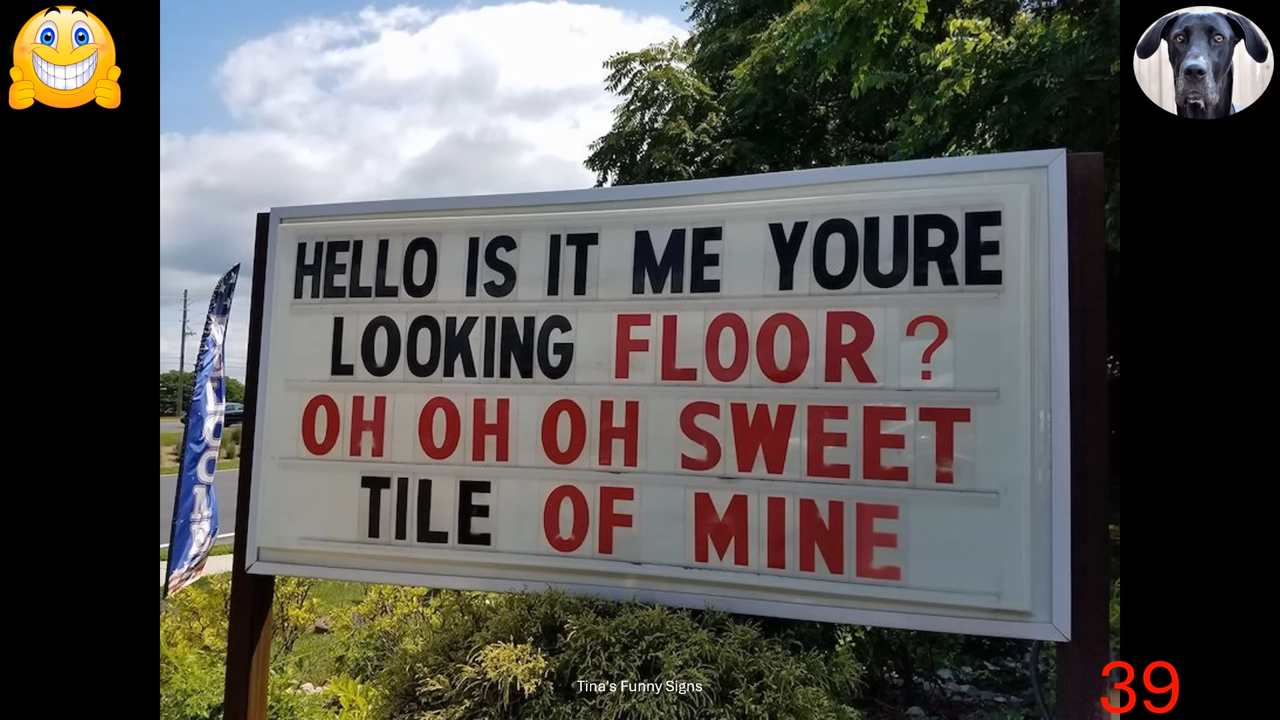 HELLO IS IT ME YOURE
LOOKING FLOOR?
OH OH OH SWEET
TILE OF MINE
Tina's Funny Signs
39